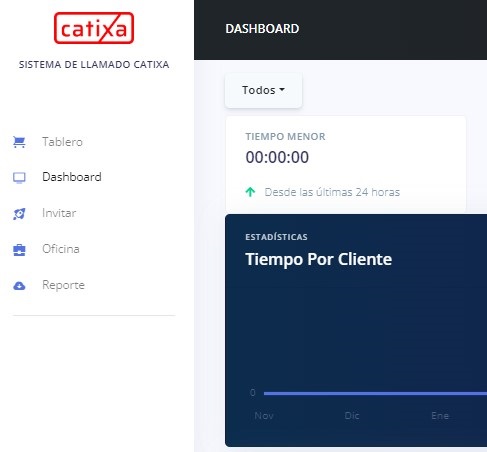 catixa
SISTEMA DE LLAMADO CATIXA
Tablero
Dashboard
Invitar
Oficina
Reporte
DASHBOARD
Todos
TIEMPO MENOR
00:00:00
Desde las últimas 24 horas
ESTADÍSTICAS
Tiempo Por Cliente
0
Nov Dic Ene